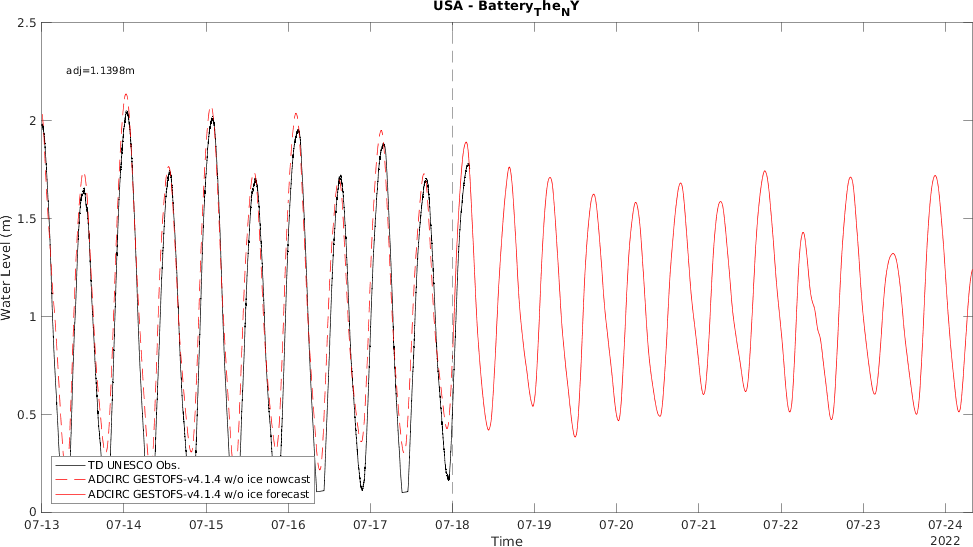 USA - Battery_The_NY
2.5
adj=1.1398m
2
1.5
Water Level (m)
1
0.5
TD UNESCO Obs.
ADCIRC GESTOFS-v4.1.4 w/o ice nowcast
ADCIRC GESTOFS-v4.1.4 w/o ice forecast
0
07-13 07-14 07-15 07-16 07-17 07-18 07-19 07-20 07-21 07-22 07-23 07-24
Time 2022